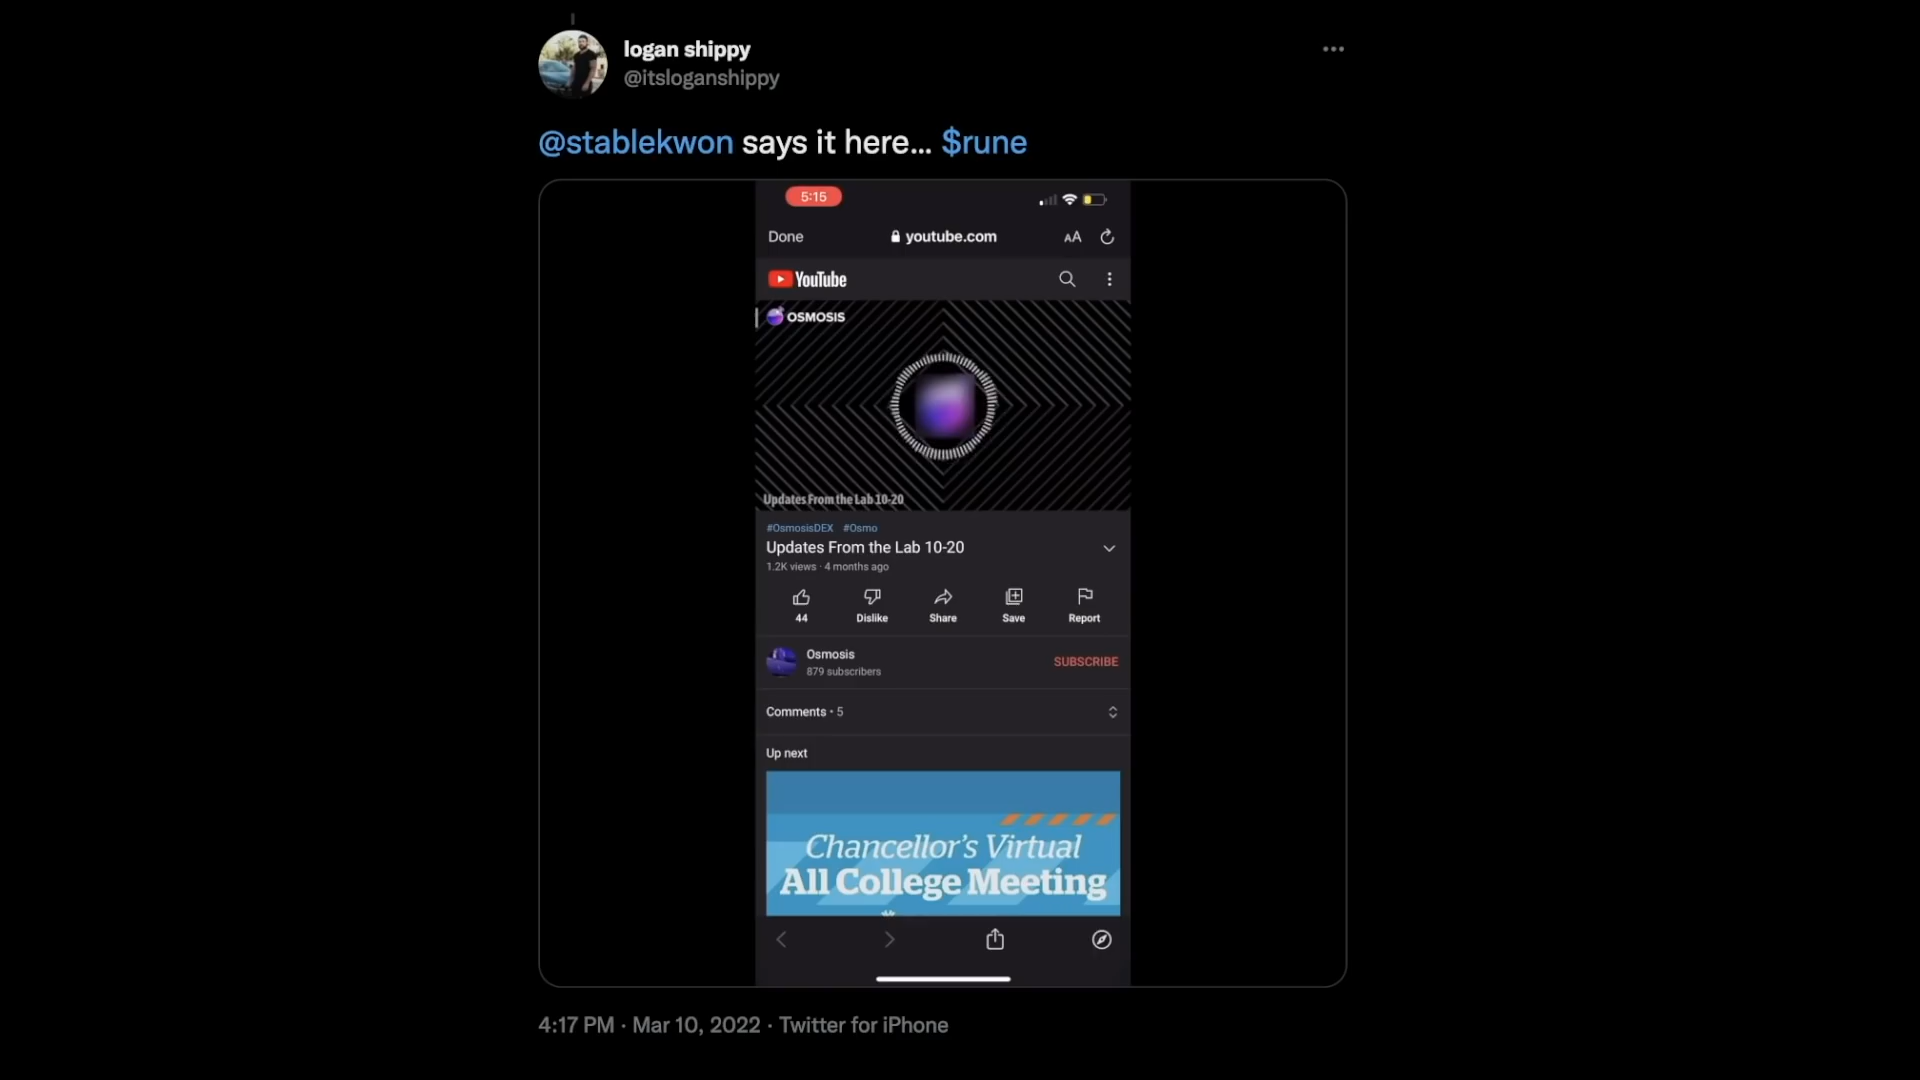 logan shippy
@itsloganshippy
@stablekwon says it here... $rune
5:15
Done
youtube.com
AA
YouTube
OSMOSIS
Updates From the Lab 10-20
#OsmosisDEX #Osmo
Updates From the Lab 10-20
1.2K views · 4 months ago
44
Dislike
Share
Save
Report
Osmosis
879 subscribers
SUBSCRIBE
Comments • 5
Up next
Chancellor's Virtual
All College Meeting
4:17 PM · Mar 10, 2022 · Twitter for iPhone